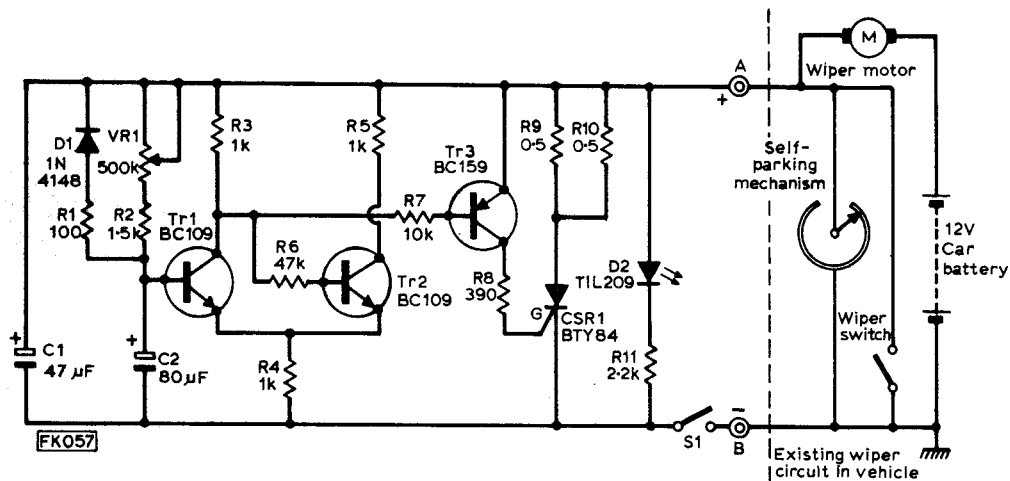 D1
1N
4148
R1
100
VR1
500k
R2
1·5k
Tr1
BC109
R3
1k
R6
47k
R5
1k
Tr2
BC109
R4
1k
R7
10k
Tr3
BC159
R8
390
R9
0·5
R10
0·5
G
CSR1
BTY84
D2
TIL209
R11
2·2k
+
C1
47µF
+
C2
80µF
FK057
S1
A
+
−
B
M
Wiper motor
Self-
parking
mechanism
Wiper
switch
12V
Car
battery
+
−
Existing wiper
circuit in vehicle